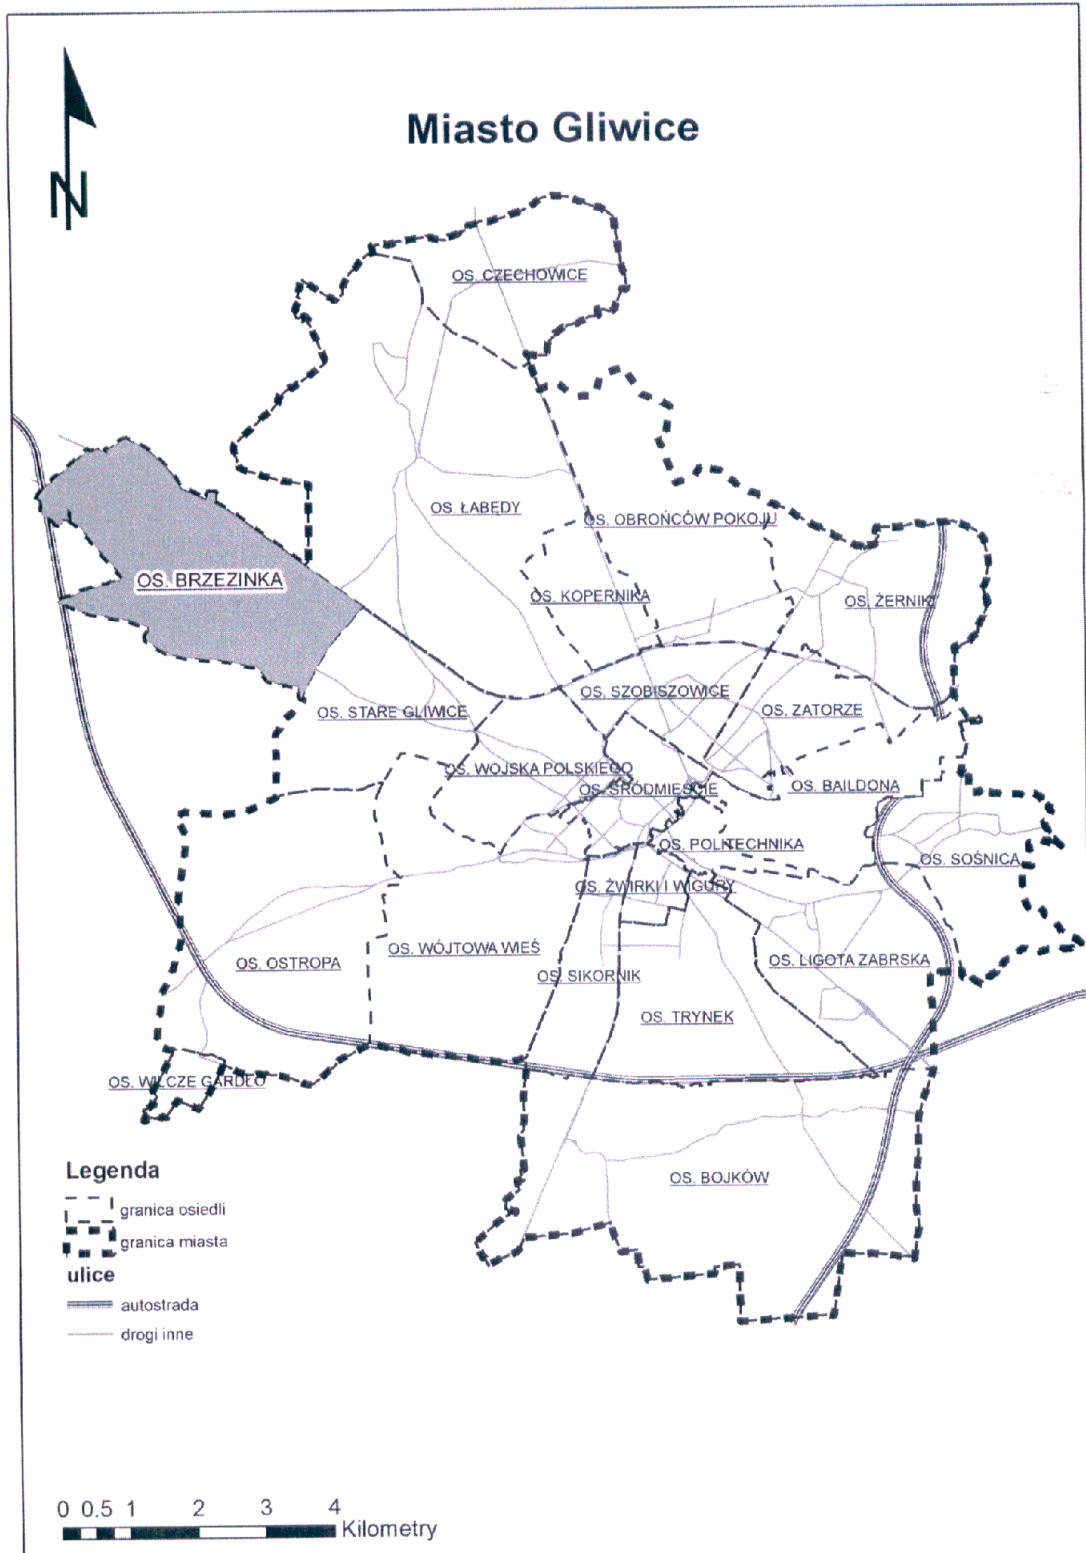 Miasto Gliwice
N
OS. CZECHOWICE
OS. ŁABĘDY
OS. OBROŃCÓW POKOJU
OS. BRZEZINKA
OS. KOPERNIKA
OS. ŻERNIKI
OS. SZOBISZOWICE
OS. STARE GLIWICE
OS. ZATORZE
OS. WOJSKA POLSKIEGO
OS. ŚRÓDMIEŚCIE
OS. BAILDONA
OS. POLITECHNIKA
OS. SOŚNICA
OS. ŻWIRKI I WIGURY
OS. WÓJTOWA WIEŚ
OS. OSTROPA
OS. SIKORNIK
OS. LIGOTA ZABRSKA
OS. TRYNEK
OS. WILCZE GARDŁO
OS. BOJKÓW
Legenda
granica osiedli
granica miasta
ulice
autostrada
drogi inne
0 0.5 1 2 3 4
Kilometry